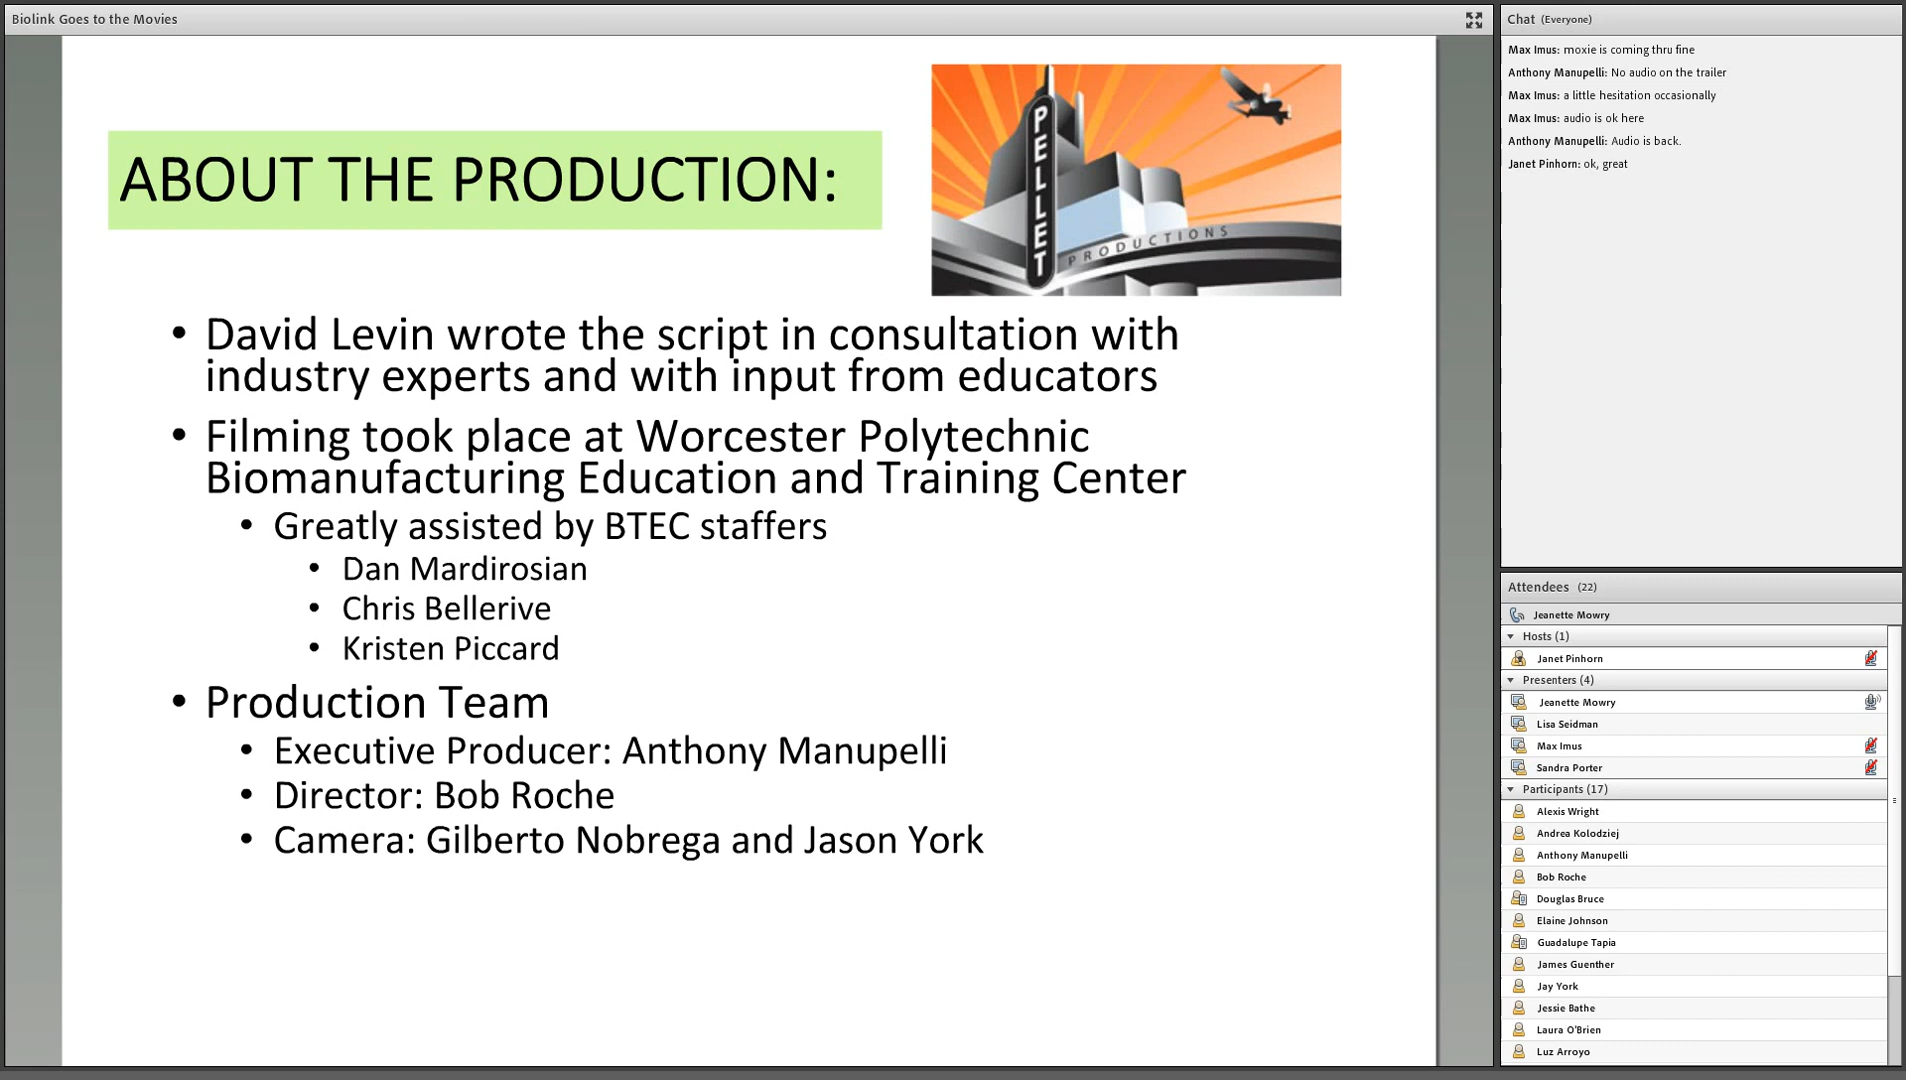 Biolink Goes to the Movies
PELLET
PRODUCTIONS
ABOUT THE PRODUCTION:
• David Levin wrote the script in consultation with
industry experts and with input from educators
• Filming took place at Worcester Polytechnic
Biomanufacturing Education and Training Center
• Greatly assisted by BTEC staffers
• Dan Mardirosian
• Chris Bellerive
• Kristen Piccard
• Production Team
• Executive Producer: Anthony Manupelli
• Director: Bob Roche
• Camera: Gilberto Nobrega and Jason York
Chat (Everyone)
Max Imus: moxie is coming thru fine
Anthony Manupelli: No audio on the trailer
Max Imus: a little hesitation occasionally
Max Imus: audio is ok here
Anthony Manupelli: Audio is back.
Janet Pinhorn: ok, great
Attendees (22)
Jeanette Mowry
Hosts (1)
Janet Pinhorn
Presenters (4)
Jeanette Mowry
Lisa Seidman
Max Imus
Sandra Porter
Participants (17)
Alexis Wright
Andrea Kolodziej
Anthony Manupelli
Bob Roche
Douglas Bruce
Elaine Johnson
Guadalupe Tapia
James Guenther
Jay York
Jessie Bathe
Laura O'Brien
Luz Arroyo